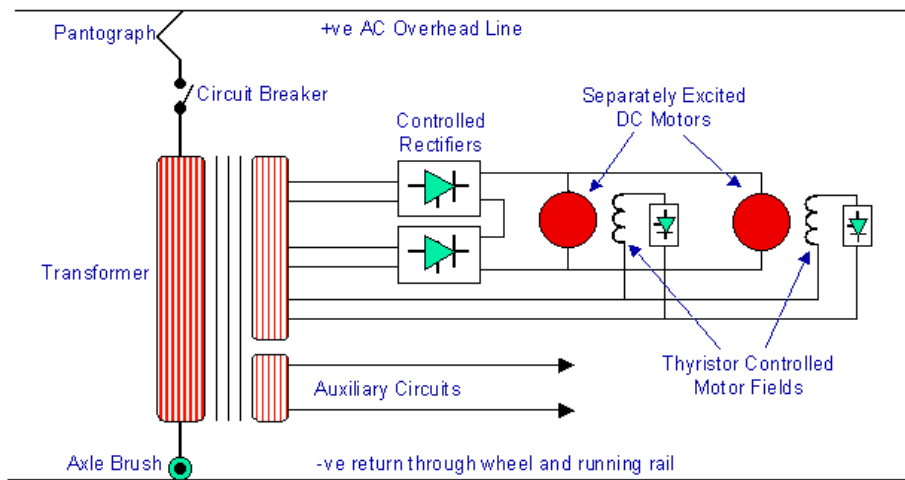 Pantograph
+ve AC Overhead Line
Circuit Breaker
Separately Excited
DC Motors
Controlled
Rectifiers
Transformer
Thyristor Controlled
Motor Fields
Auxiliary Circuits
Axle Brush
-ve return through wheel and running rail